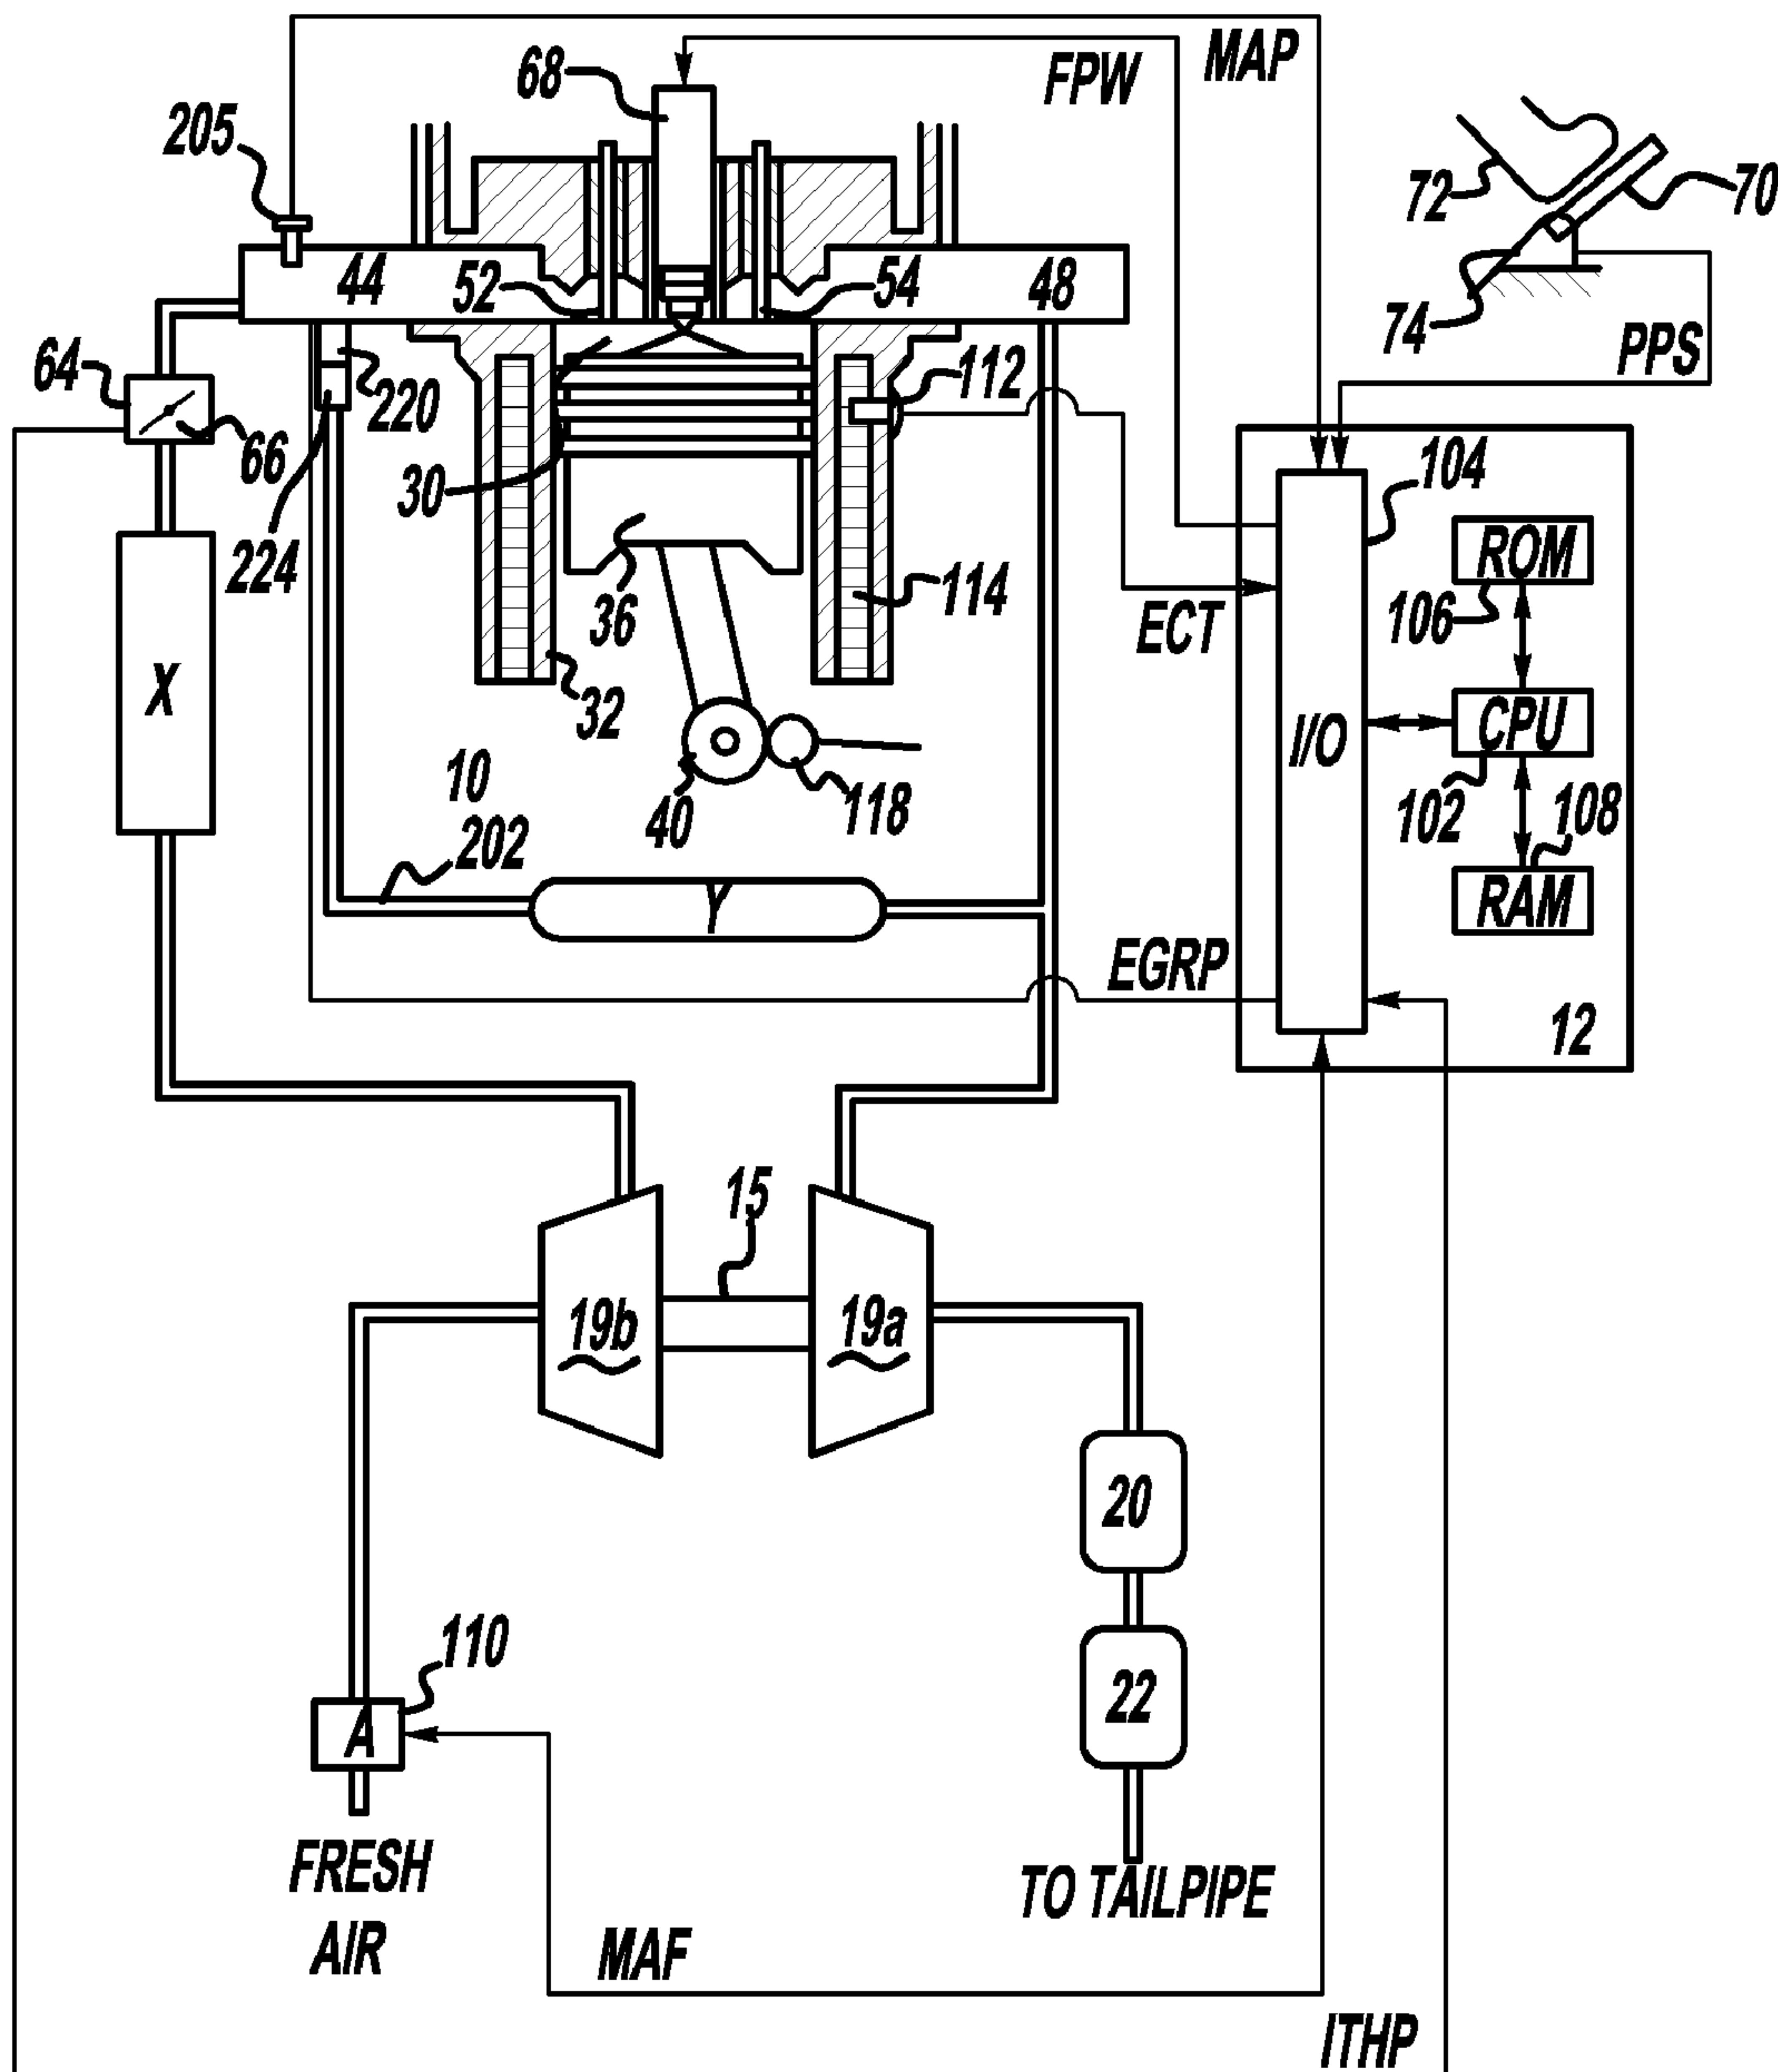 MAP
FPW
68
205
72
70
44
52
54
48
74
PPS
64
220
112
66
30
104
224
ROM
36
114
106
ECT
X
32
I/O
CPU
10
40
118
102
108
202
Y
RAM
EGRP
12
15
19b
19a
20
110
22
A
FRESH
AIR
TO TAILPIPE
MAF
ITHP